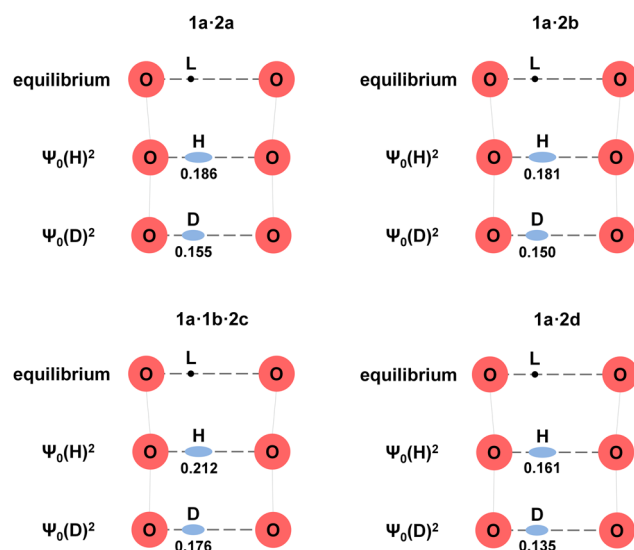 1a·2a
L
equilibrium O O
H
Ψ₀(H)² O O
0.186
D
Ψ₀(D)² O O
0.155
1a·2b
L
equilibrium O O
H
Ψ₀(H)² O O
0.181
D
Ψ₀(D)² O O
0.150
1a·1b·2c
L
equilibrium O O
H
Ψ₀(H)² O O
0.212
D
Ψ₀(D)² O O
0.176
1a·2d
L
equilibrium O O
H
Ψ₀(H)² O O
0.161
D
Ψ₀(D)² O O
0.135